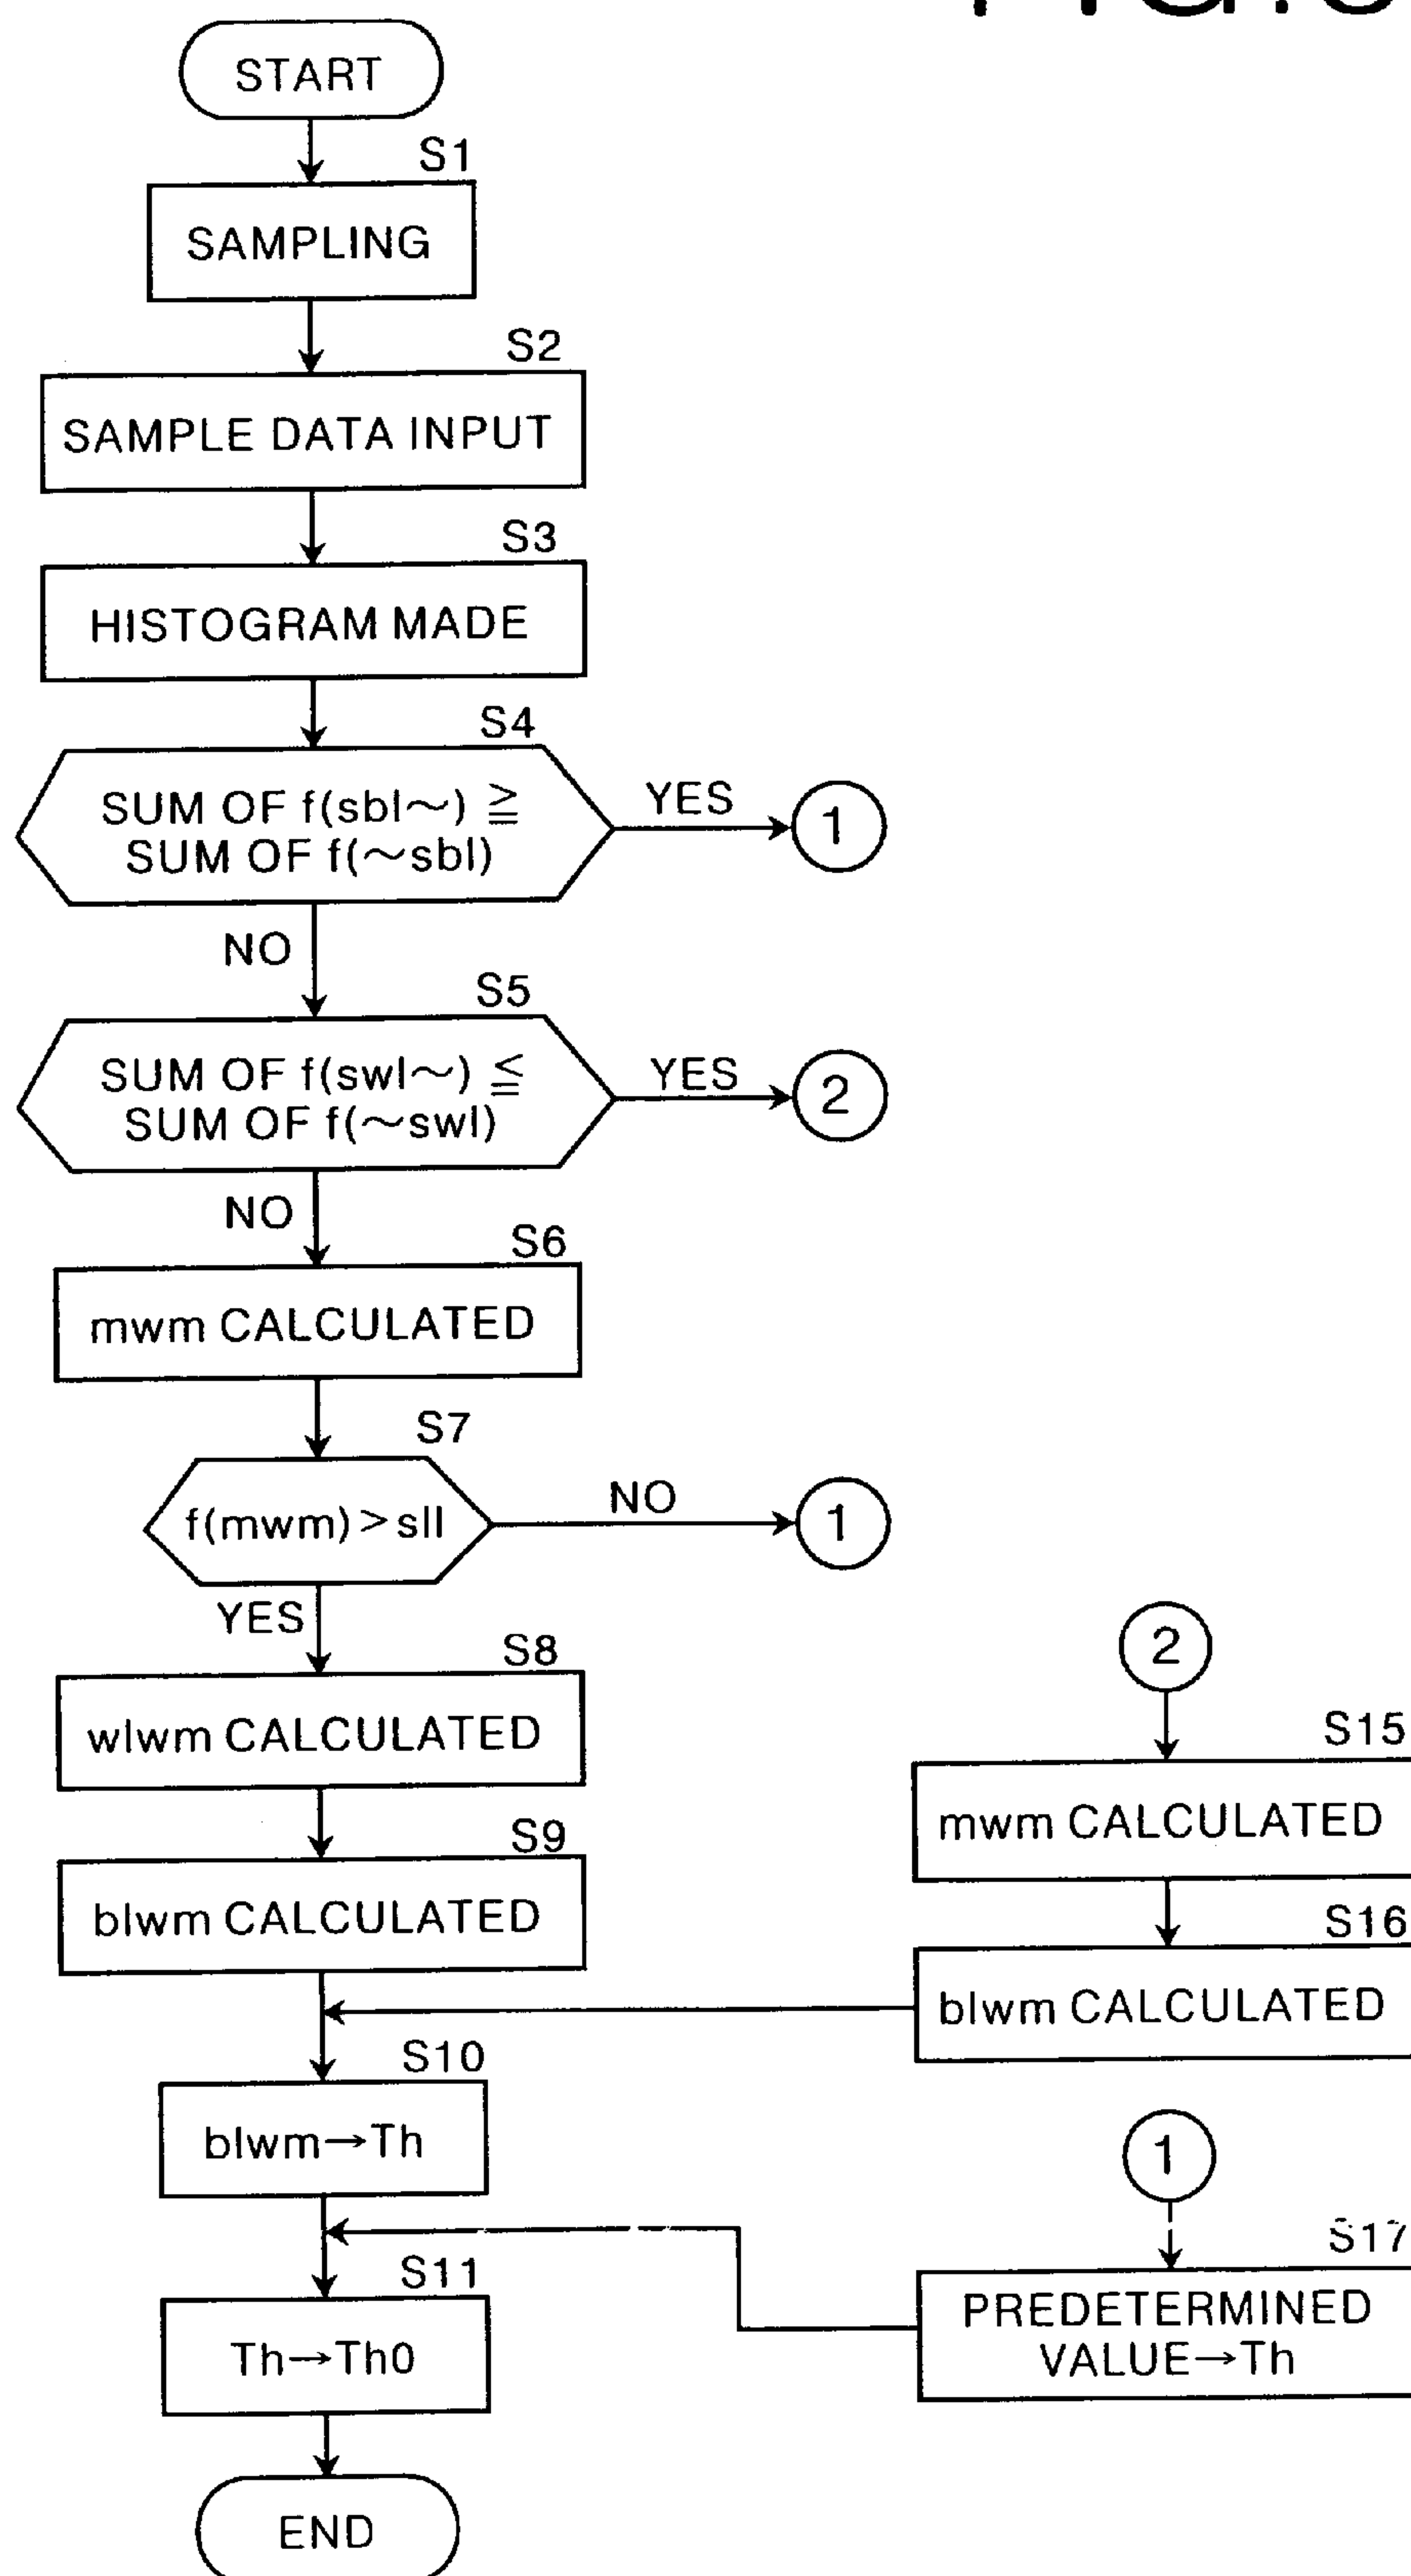 START
S1
SAMPLING
S2
SAMPLE DATA INPUT
S3
HISTOGRAM MADE
S4
SUM OF f(sbl~) ≧
SUM OF f(~sbl)
YES
1
NO
S5
SUM OF f(swl~) ≦
SUM OF f(~swl)
YES
2
NO
S6
mwm CALCULATED
S7
f(mwm) > sll
NO
1
YES
S8
wlwm CALCULATED
S9
blwm CALCULATED
2
S15
mwm CALCULATED
S16
blwm CALCULATED
S10
blwm→Th
1
S17
PREDETERMINED
VALUE→Th
S11
Th→Th0
END